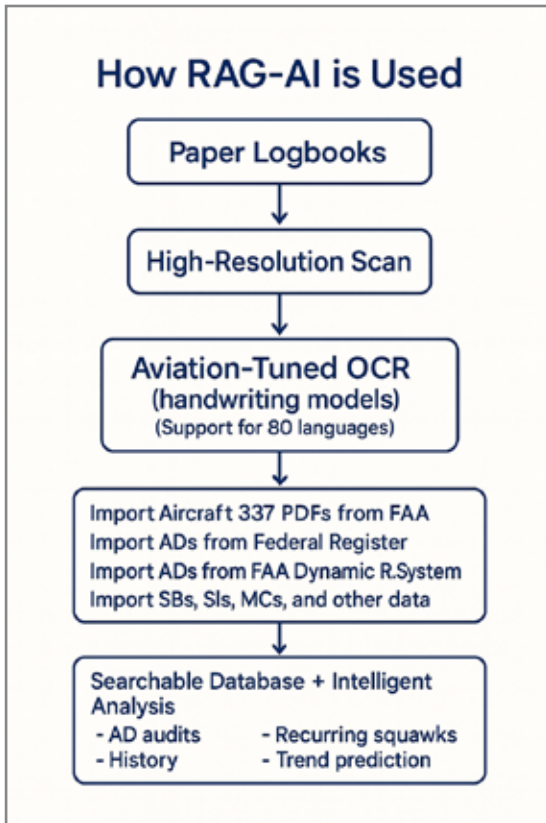 How RAG-AI is Used
Paper Logbooks
High-Resolution Scan
Aviation-Tuned OCR
(handwriting models)
(Support for 80 languages)
Import Aircraft 337 PDFs from FAA
Import ADs from Federal Register
Import ADs from FAA Dynamic R.System
Import SBs, SIs, MCs, and other data
Searchable Database + Intelligent
Analysis
- AD audits - Recurring squawks
- History - Trend prediction